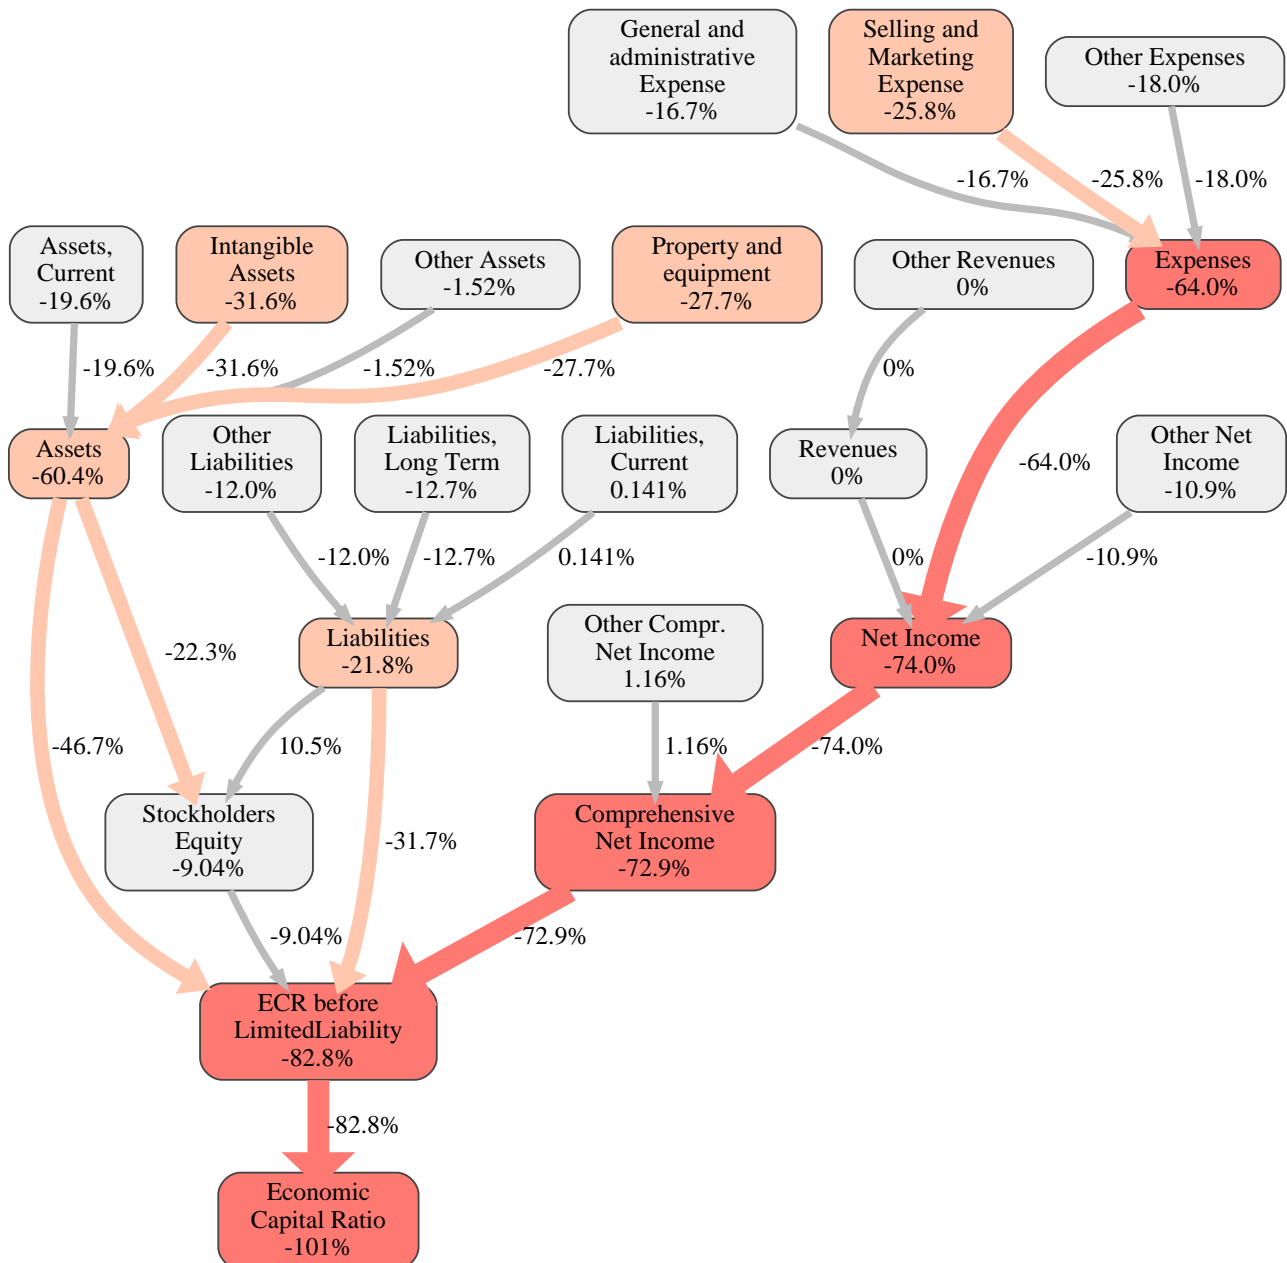 General and
administrative
Expense
-16.7%
Selling and
Marketing
Expense
-25.8%
Other Expenses
-18.0%
-16.7%
-25.8%
-18.0%
Assets,
Current
-19.6%
Intangible
Assets
-31.6%
Other Assets
-1.52%
Property and
equipment
-27.7%
Other Revenues
0%
Expenses
-64.0%
-19.6%
-31.6%
-1.52%
-27.7%
0%
-64.0%
Assets
-60.4%
Other
Liabilities
-12.0%
Liabilities,
Long Term
-12.7%
Liabilities,
Current
0.141%
Revenues
0%
Other Net
Income
-10.9%
-12.0%
-12.7%
0.141%
0%
-10.9%
-22.3%
Liabilities
-21.8%
Other Compr.
Net Income
1.16%
Net Income
-74.0%
-46.7%
10.5%
-31.7%
1.16%
-74.0%
Stockholders
Equity
-9.04%
Comprehensive
Net Income
-72.9%
-9.04%
-72.9%
ECR before
LimitedLiability
-82.8%
-82.8%
Economic
Capital Ratio
-101%